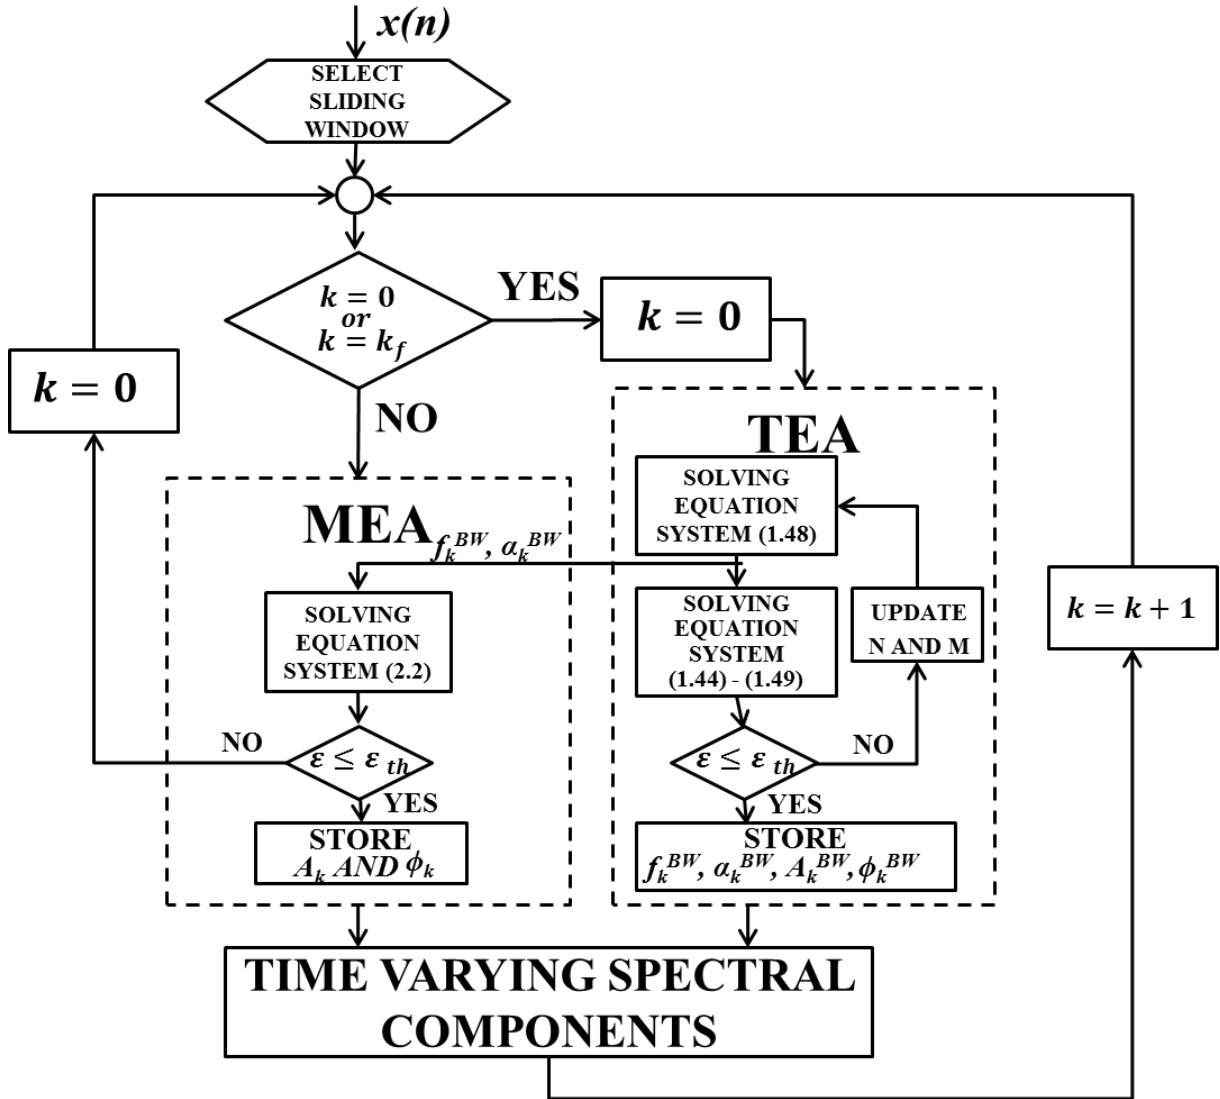 x(n)
SELECT
SLIDING
WINDOW
k = 0
or
k = k_f
YES
k = 0
k = 0
NO
TEA
SOLVING
EQUATION
SYSTEM (1.48)
MEA
f_k^BW, α_k^BW
SOLVING
EQUATION
SYSTEM (2.2)
SOLVING
EQUATION
SYSTEM
(1.44) - (1.49)
UPDATE
N AND M
k = k + 1
NO
ε ≤ ε_th
YES
STORE
A_k AND ϕ_k
ε ≤ ε_th
NO
YES
STORE
f_k^BW, α_k^BW, A_k^BW, ϕ_k^BW
TIME VARYING SPECTRAL
COMPONENTS